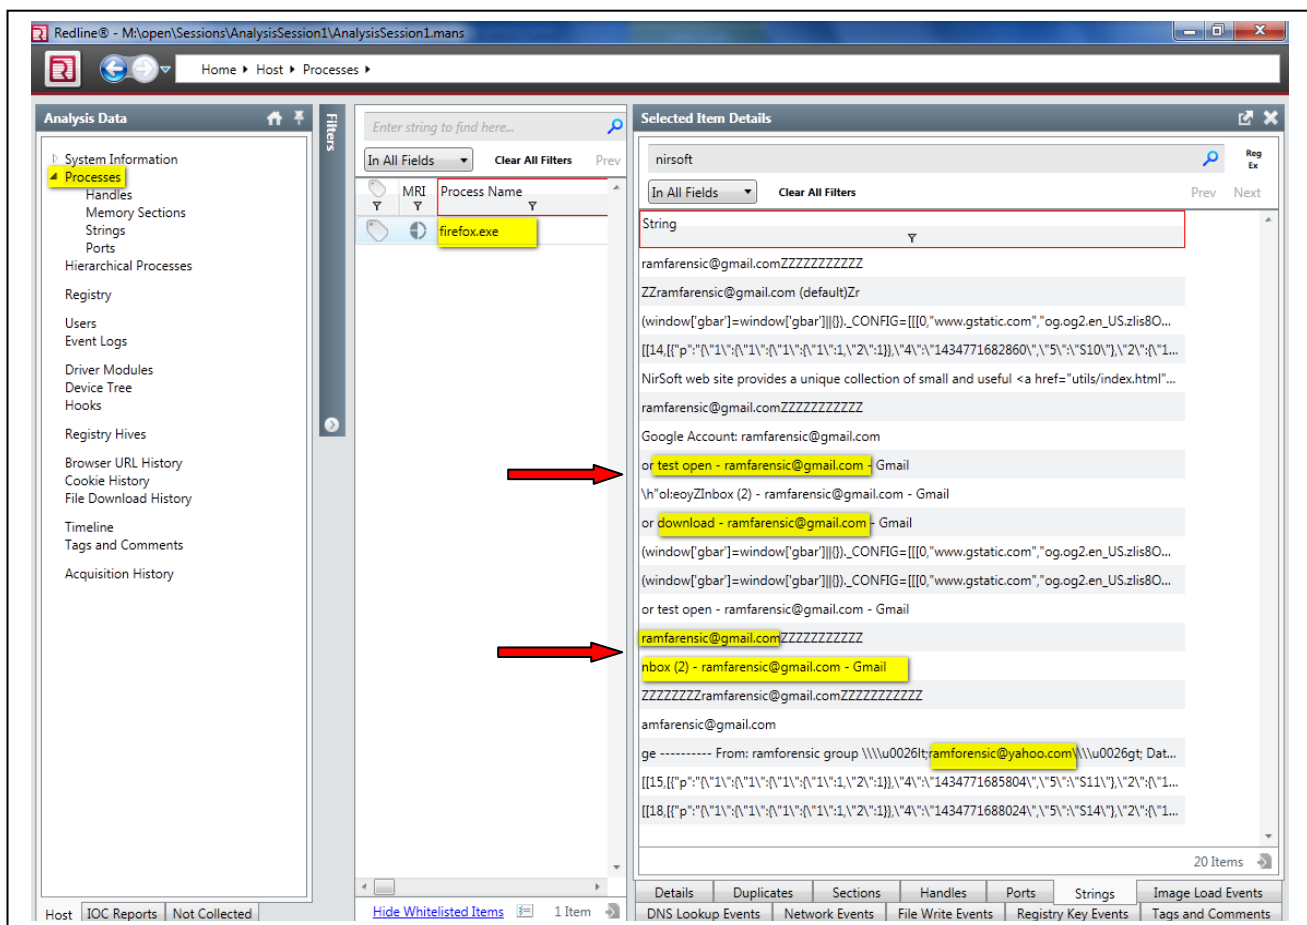 Redline® - M:\open\Sessions\AnalysisSession1\AnalysisSession1.mans
Home Host Processes
Analysis Data
System Information
Processes
Handles
Memory Sections
Strings
Ports
Hierarchical Processes
Registry
Users
Event Logs
Driver Modules
Device Tree
Hooks
Registry Hives
Browser URL History
Cookie History
File Download History
Timeline
Tags and Comments
Acquisition History
Host IOC Reports Not Collected
Filters
Enter string to find here...
In All Fields Clear All Filters Prev
MRI Process Name
firefox.exe
Hide Whitelisted Items 1 Item
Selected Item Details
nirsoft
Reg Ex
In All Fields Clear All Filters Prev Next
String
ramfarensic@gmail.comZZZZZZZZZZZ
ZZramfarensic@gmail.com (default)Zr
(window['gbar']=window['gbar']||{})._CONFIG=[[[0,"www.gstatic.com","og.og2.en_US.zlis8O...
[[14,[{"p":"{\"1\":{\"1\":{\"1\":{\"1\":1,\"2\":1}},\"4\":\"1434771682860\",\"5\":\"S10\"},\"2\":{\"1...
NirSoft web site provides a unique collection of small and useful <a href="utils/index.html"...
ramfarensic@gmail.comZZZZZZZZZZZ
Google Account: ramfarensic@gmail.com
or test open - ramfarensic@gmail.com - Gmail
\h"ol:eoyZInbox (2) - ramfarensic@gmail.com - Gmail
or download - ramfarensic@gmail.com - Gmail
(window['gbar']=window['gbar']||{})._CONFIG=[[[0,"www.gstatic.com","og.og2.en_US.zlis8O...
(window['gbar']=window['gbar']||{})._CONFIG=[[[0,"www.gstatic.com","og.og2.en_US.zlis8O...
or test open - ramfarensic@gmail.com - Gmail
ramfarensic@gmail.comZZZZZZZZZZZ
nbox (2) - ramfarensic@gmail.com - Gmail
ZZZZZZZZramfarensic@gmail.comZZZZZZZZZZZ
amfarensic@gmail.com
ge ---------- From: ramforensic group \\\\u0026lt;ramforensic@yahoo.com\\\\u0026gt; Dat...
[[15,[{"p":"{\"1\":{\"1\":{\"1\":{\"1\":1,\"2\":1}},\"4\":\"1434771685804\",\"5\":\"S11\"},\"2\":{\"1...
[[18,[{"p":"{\"1\":{\"1\":{\"1\":{\"1\":1,\"2\":1}},\"4\":\"1434771688024\",\"5\":\"S14\"},\"2\":{\"1...
20 Items
Details Duplicates Sections Handles Ports Strings Image Load Events
DNS Lookup Events Network Events File Write Events Registry Key Events Tags and Comments